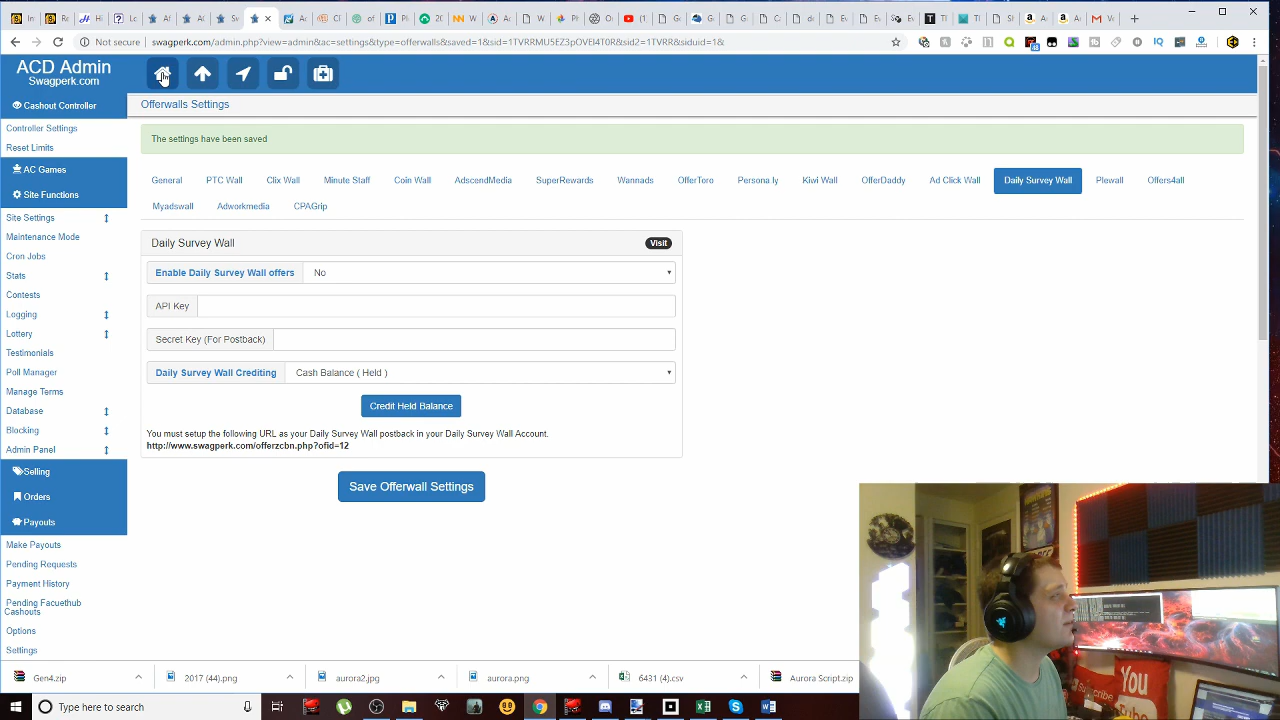 Not secure
swagperk.com/admin.php?view=admin&ac=settings&type=offerwalls&saved=1&sid=1TVRRMU5EZ3pOVEl4T0R&sid2=1TVRR&siduid=1&
ACD Admin
Swagperk.com
Cashout Controller
Controller Settings
Reset Limits
AC Games
Site Functions
Site Settings
Maintenance Mode
Cron Jobs
Stats
Contests
Logging
Lottery
Testimonials
Poll Manager
Manage Terms
Database
Blocking
Admin Panel
Selling
Orders
Payouts
Make Payouts
Pending Requests
Payment History
Pending Facuethub
Cashouts
Options
Settings
Offerwalls Settings
The settings have been saved
General PTC Wall Clix Wall Minute Staff Coin Wall AdscendMedia SuperRewards Wannads OfferToro Persona ly Kiwi Wall OfferDaddy Ad Click Wall Daily Survey Wall Plewall Offers4all
Myadswall Adworkmedia CPAGrip
Daily Survey Wall Visit
Enable Daily Survey Wall offers No
API Key
Secret Key (For Postback)
Daily Survey Wall Crediting Cash Balance ( Held )
Credit Held Balance
You must setup the following URL as your Daily Survey Wall postback in your Daily Survey Wall Account.
http://www.swagperk.com/offerzcbn.php?ofid=12
Save Offerwall Settings
You
Gen4.zip 2017 (44).png aurora2.jpg aurora.png 6431 (4).csv Aurora Script.zip
Type here to search